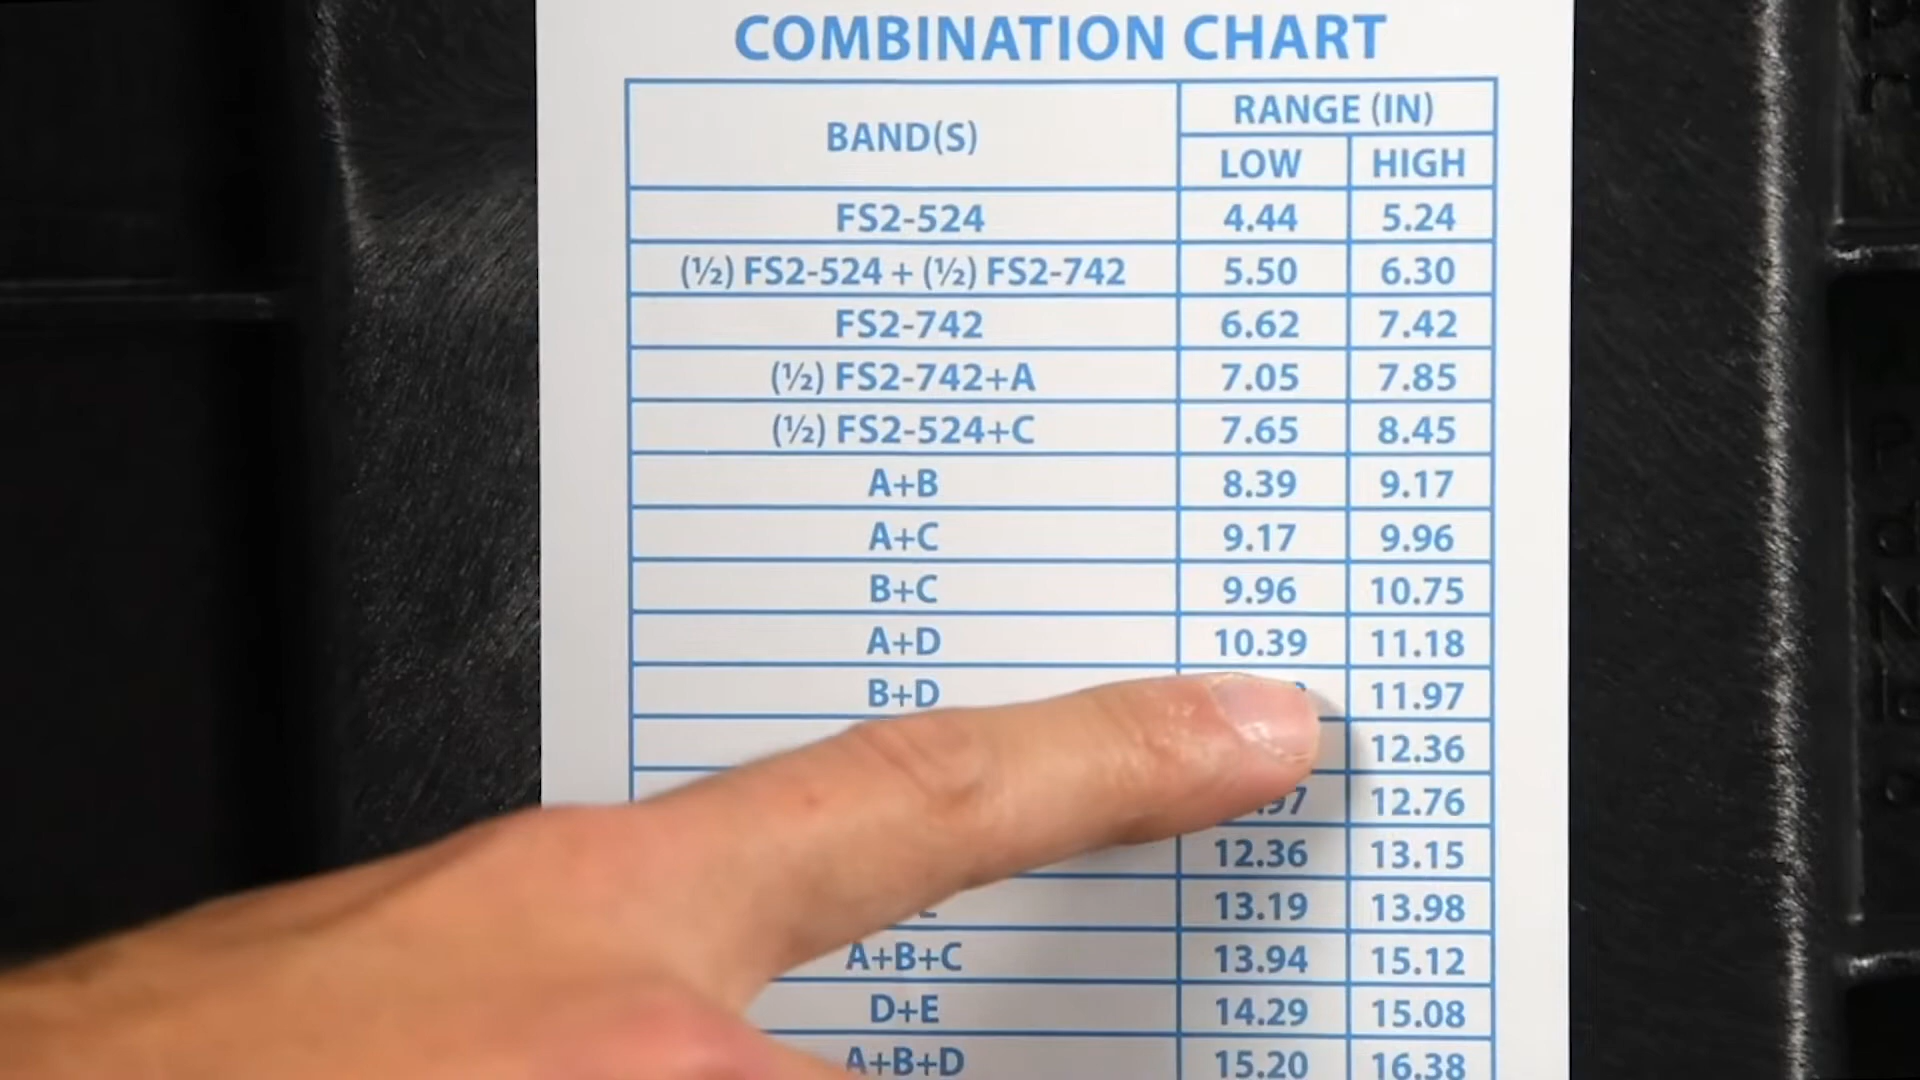 COMBINATION CHART
BAND(S) RANGE (IN)
LOW HIGH
FS2-524 4.44 5.24
(½) FS2-524 + (½) FS2-742 5.50 6.30
FS2-742 6.62 7.42
(½) FS2-742+A 7.05 7.85
(½) FS2-524+C 7.65 8.45
A+B 8.39 9.17
A+C 9.17 9.96
B+C 9.96 10.75
A+D 10.39 11.18
B+D 11.97
12.36
12.76
12.36 13.15
13.19 13.98
A+B+C 13.94 15.12
D+E 14.29 15.08
A+B+D 15.20 16.38